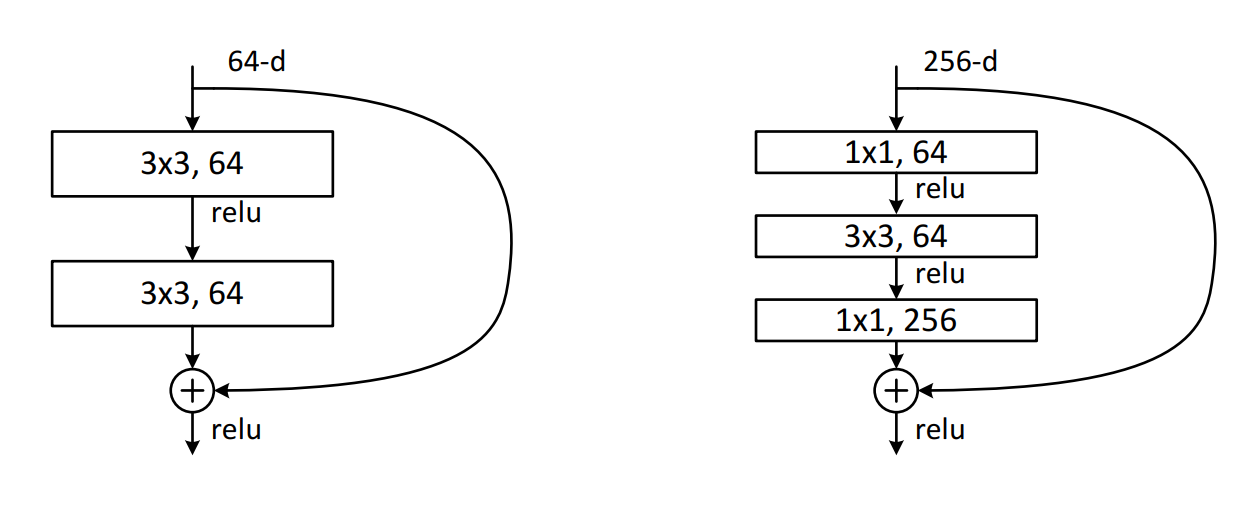 64-d
3x3, 64
relu
3x3, 64
relu
256-d
1x1, 64
relu
3x3, 64
relu
1x1, 256
relu